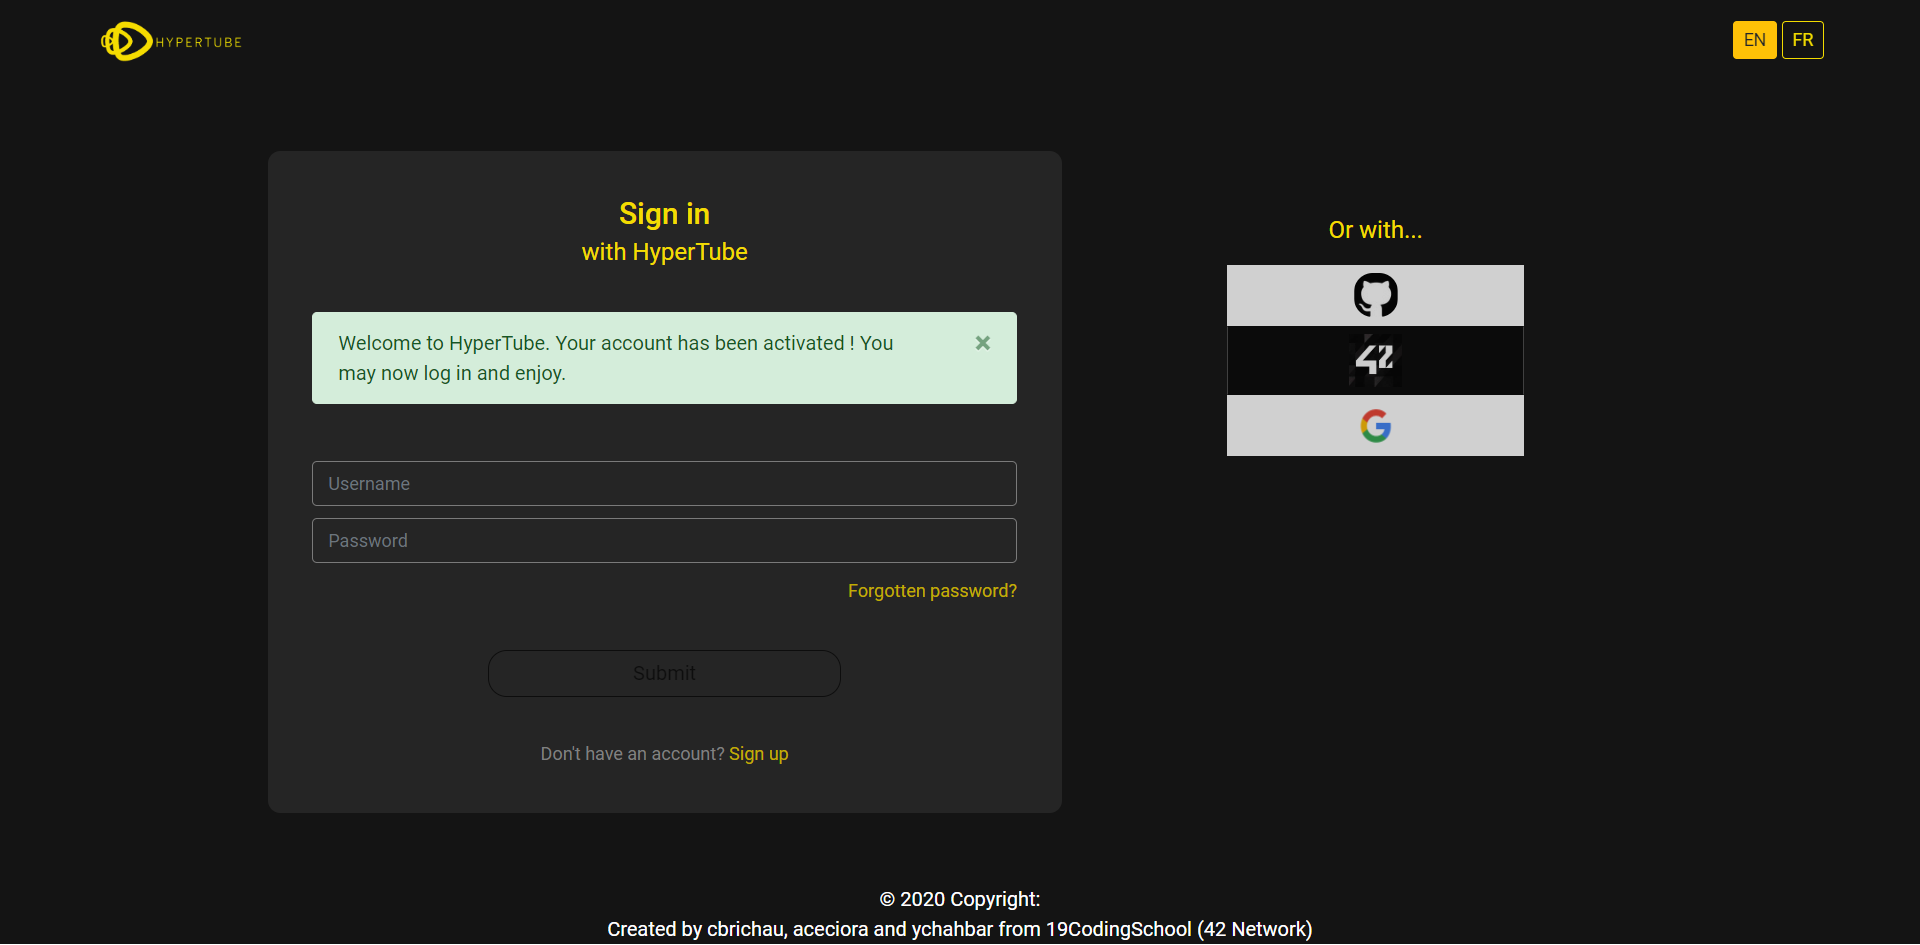 HYPERTUBE
EN FR
Sign in
with HyperTube
Or with...
Welcome to HyperTube. Your account has been activated ! You
may now log in and enjoy.
×
42
Username
Password
Forgotten password?
Submit
Don't have an account? Sign up
© 2020 Copyright:
Created by cbrichau, aceciora and ychahbar from 19CodingSchool (42 Network)